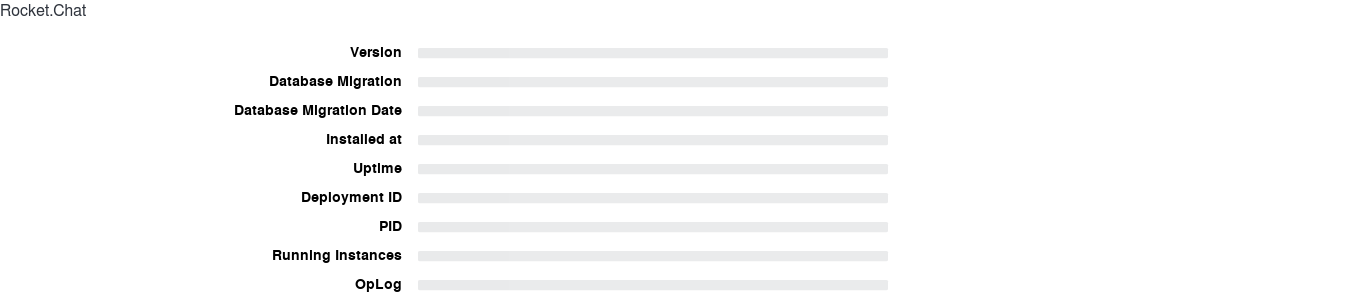 Rocket.Chat
Version
Database Migration
Database Migration Date
Installed at
Uptime
Deployment ID
PID
Running Instances
OpLog